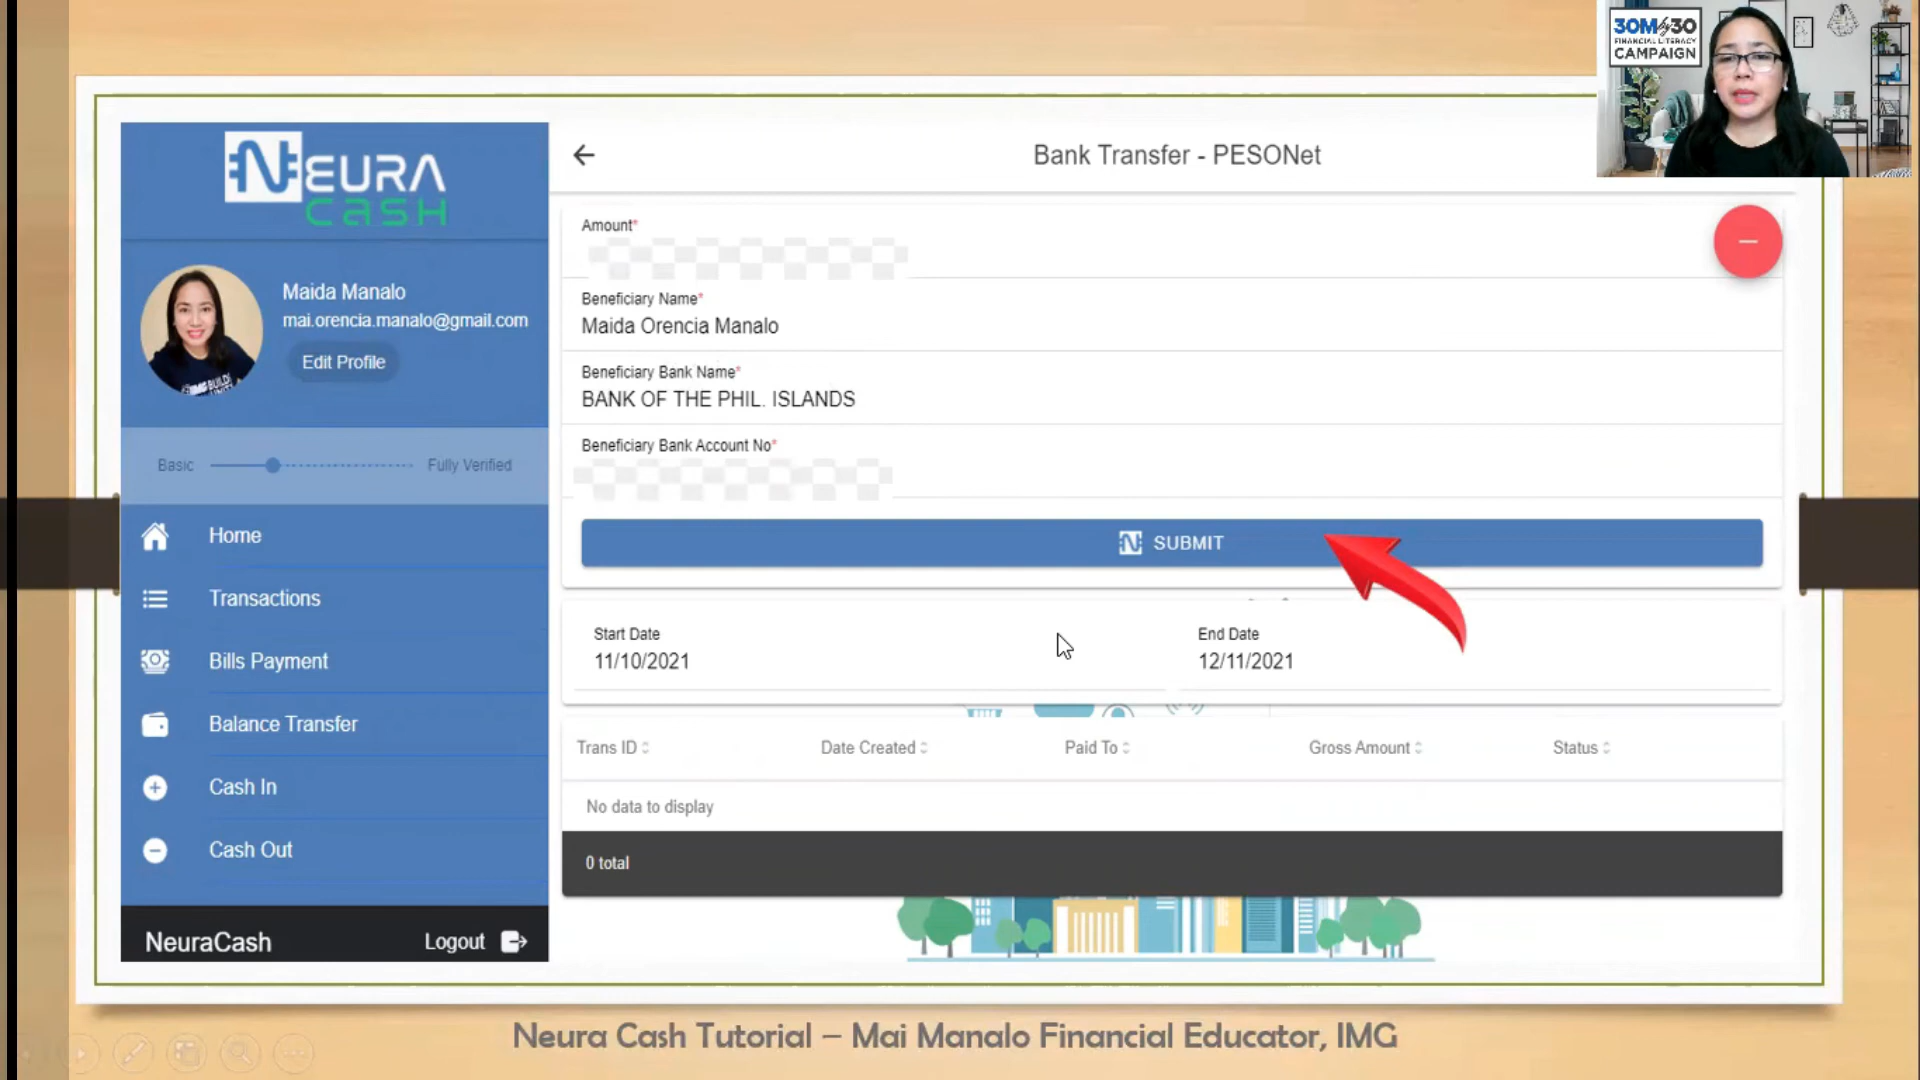 30M by 30
FINANCIAL LITERACY
CAMPAIGN
NEURA
CASH
Bank Transfer - PESONet
Maida Manalo
mai.orencia.manalo@gmail.com
Edit Profile
Basic
Fully Verified
Home
Transactions
Bills Payment
Balance Transfer
Cash In
Cash Out
NeuraCash
Logout
Amount*
Beneficiary Name*
Maida Orencia Manalo
Beneficiary Bank Name*
BANK OF THE PHIL. ISLANDS
Beneficiary Bank Account No*
SUBMIT
Start Date
11/10/2021
End Date
12/11/2021
Trans ID Date Created Paid To Gross Amount Status
No data to display
0 total
Neura Cash Tutorial – Mai Manalo Financial Educator, IMG